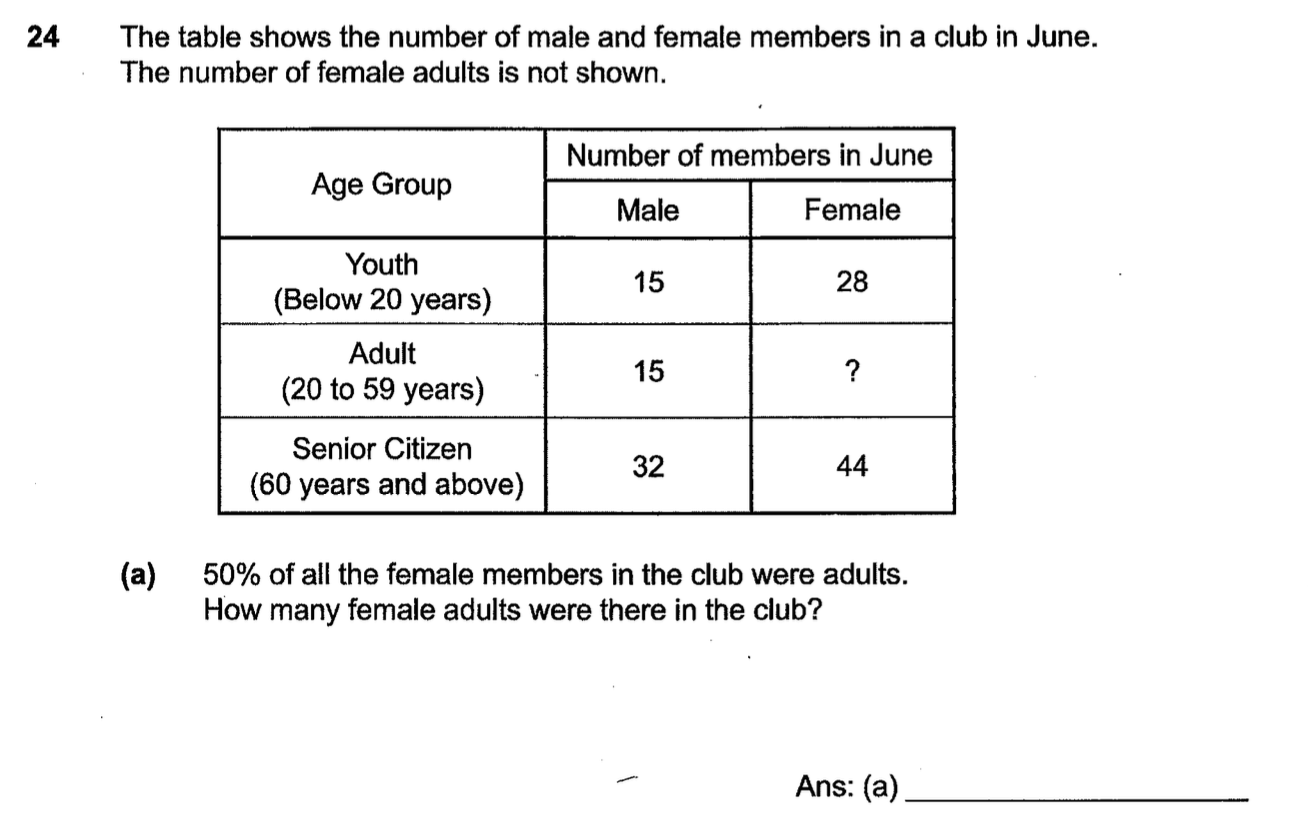 24 The table shows the number of male and female members in a club in June.
The number of female adults is not shown.
Age Group
Number of members in June
Male Female
Youth
(Below 20 years)
15 28
Adult
(20 to 59 years)
15 ?
Senior Citizen
(60 years and above)
32 44
(a) 50% of all the female members in the club were adults.
How many female adults were there in the club?
Ans: (a)